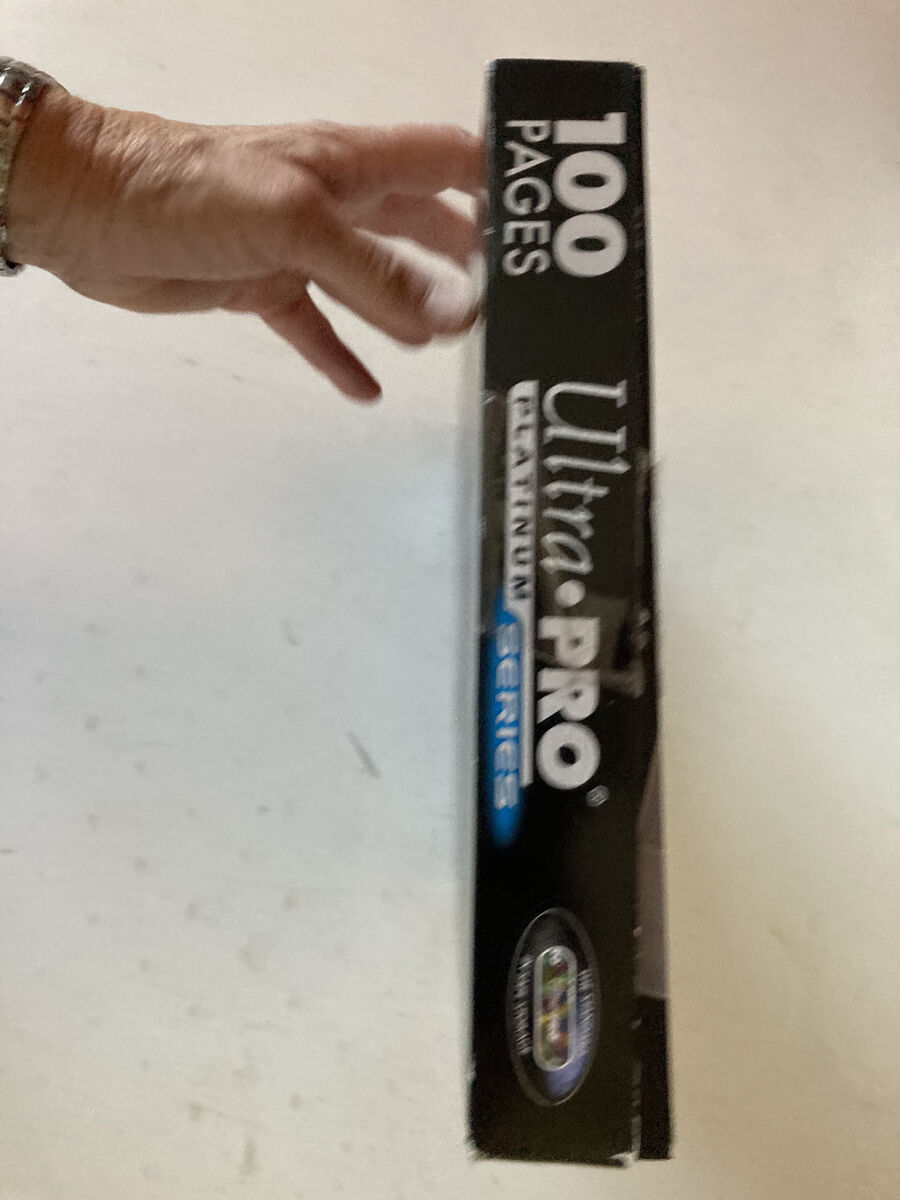 100
PAGES
Ultra•PRO®
PLATINUM SERIES